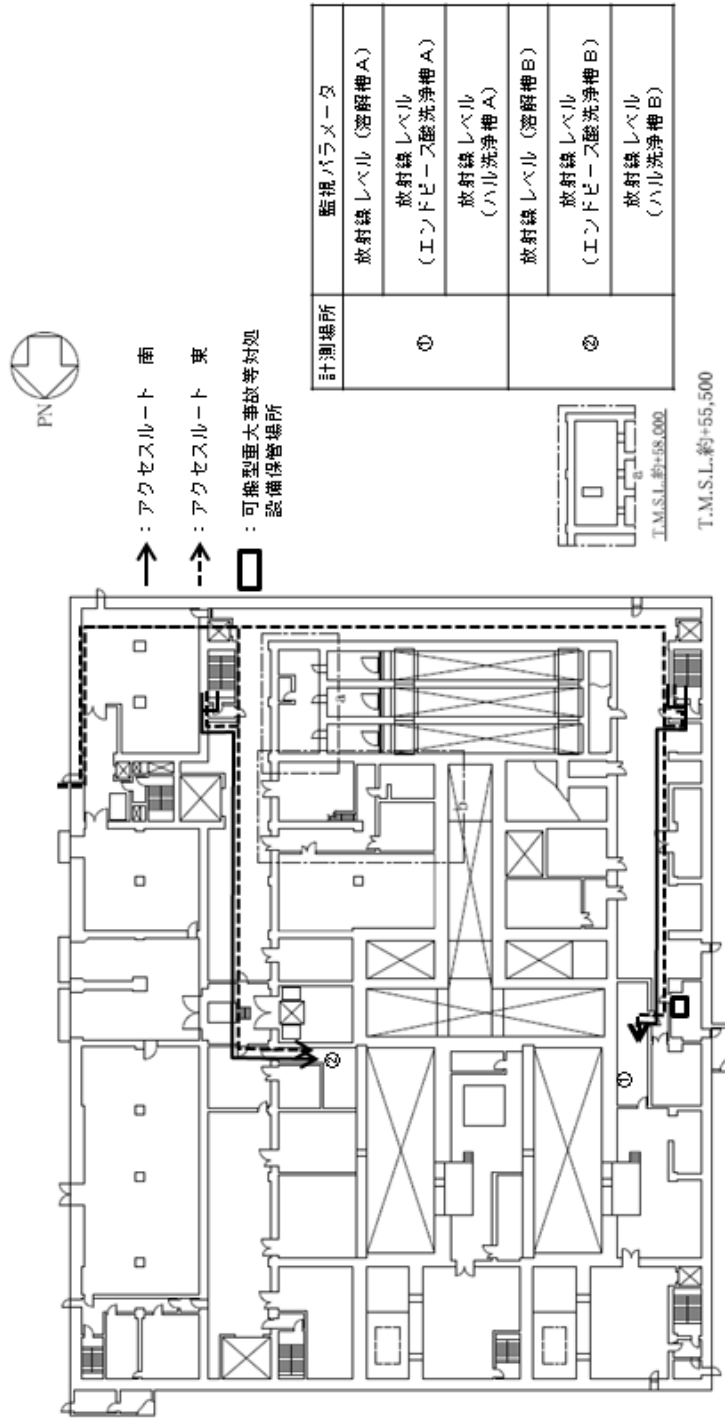 PN
：アクセスルート 南
：アクセスルート 東
：可搬型重大事故等対処
設備保管場所
計測場所
監視パラメータ
①
放射線レベル（溶解槽A）
放射線レベル
（エンドピース酸洗浄槽A）
放射線レベル
（ハル洗浄槽A）
②
放射線レベル（溶解槽B）
放射線レベル
（エンドピース酸洗浄槽B）
放射線レベル
（ハル洗浄槽B）
a
b
②
①
a
T.M.S.L.約+58,000
T.M.S.L.約+55,500